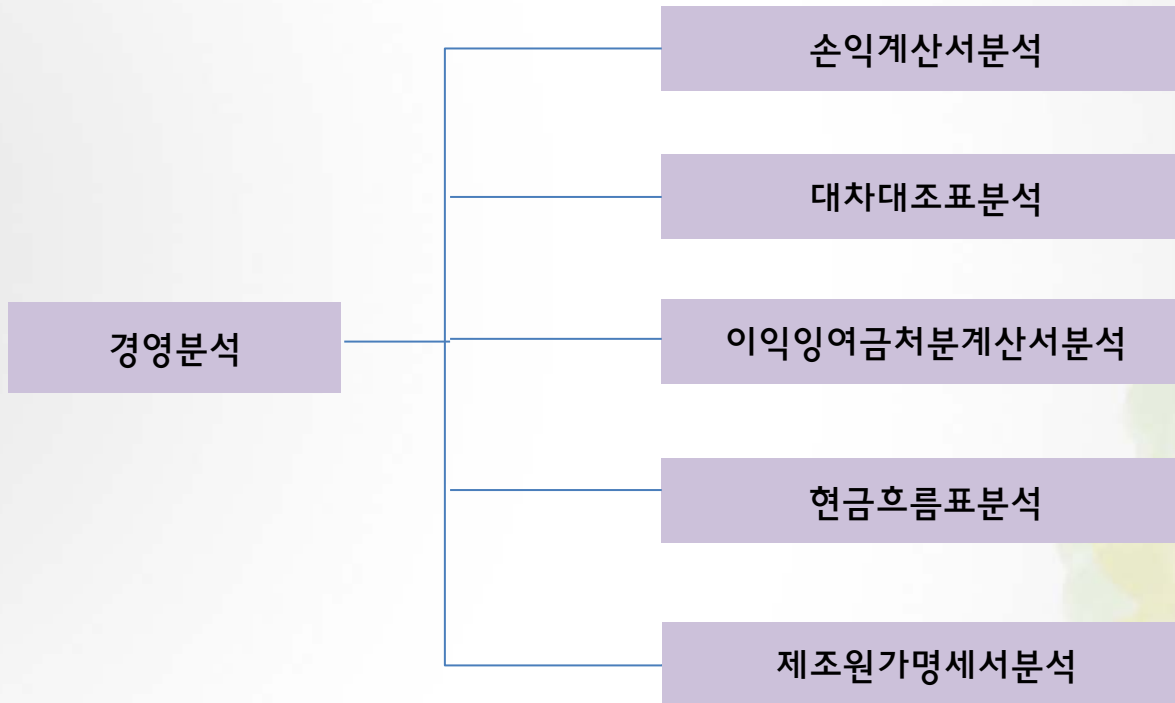 손익계산서분석
대차대조표분석
경영분석
이익잉여금처분계산서분석
현금흐름표분석
제조원가명세서분석